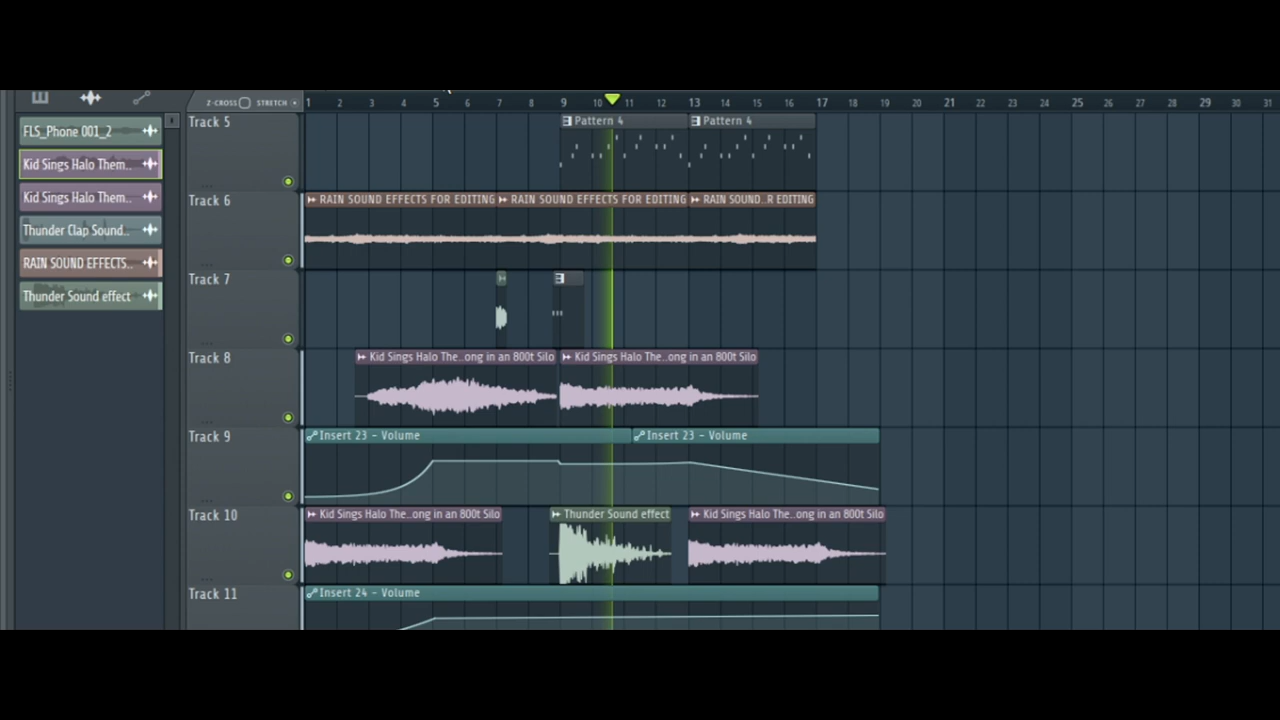 Z-CROSS STRETCH
1 2 3 4 5 6 7 8 9 10 11 12 13 14 15 16 17 18 19 20 21 22 23 24 25 26 27 28 29 30 31
FLS_Phone 001_2
Kid Sings Halo Them..
Kid Sings Halo Them..
Thunder Clap Sound..
RAIN SOUND EFFECTS..
Thunder Sound effect
Track 5
Pattern 4
Pattern 4
Track 6
RAIN SOUND EFFECTS FOR EDITING
RAIN SOUND EFFECTS FOR EDITING
RAIN SOUND..R EDITING
Track 7
Track 8
Kid Sings Halo The..ong in an 800t Silo
Kid Sings Halo The..ong in an 800t Silo
Track 9
Insert 23 - Volume
Insert 23 - Volume
Track 10
Kid Sings Halo The..ong in an 800t Silo
Thunder Sound effect
Kid Sings Halo The..ong in an 800t Silo
Track 11
Insert 24 - Volume